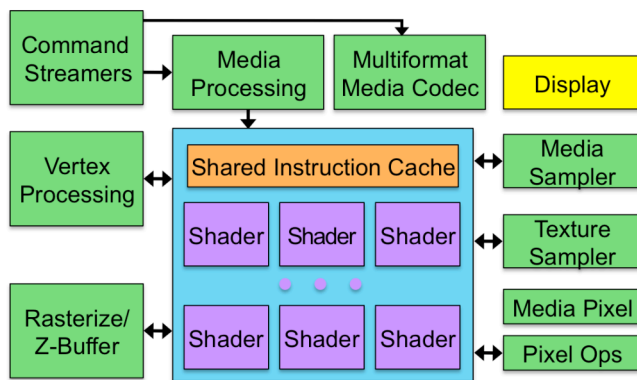 Command
Streamers
Media
Processing
Multiformat
Media Codec
Display
Vertex
Processing
Shared Instruction Cache
Media
Sampler
Shader
Shader
Shader
Texture
Sampler
Rasterize/
Z-Buffer
Shader
Shader
Shader
Media Pixel
Pixel Ops